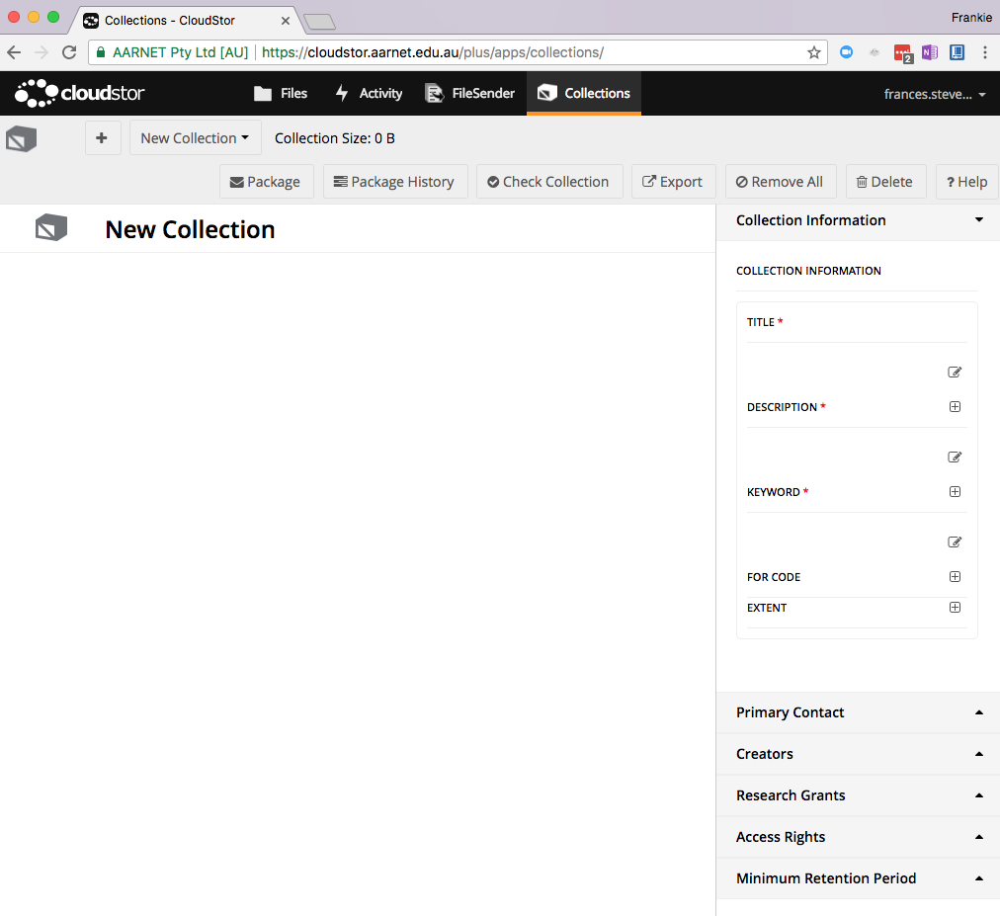 Collections - CloudStor
Frankie
AARNET Pty Ltd [AU] https://cloudstor.aarnet.edu.au/plus/apps/collections/
2
N
cloudstor
Files
Activity
FileSender
Collections
frances.steve...
+ New Collection Collection Size: 0 B
Package Package History Check Collection Export Remove All Delete ? Help
New Collection
Collection Information
COLLECTION INFORMATION
TITLE *
DESCRIPTION *
KEYWORD *
FOR CODE
EXTENT
Primary Contact
Creators
Research Grants
Access Rights
Minimum Retention Period